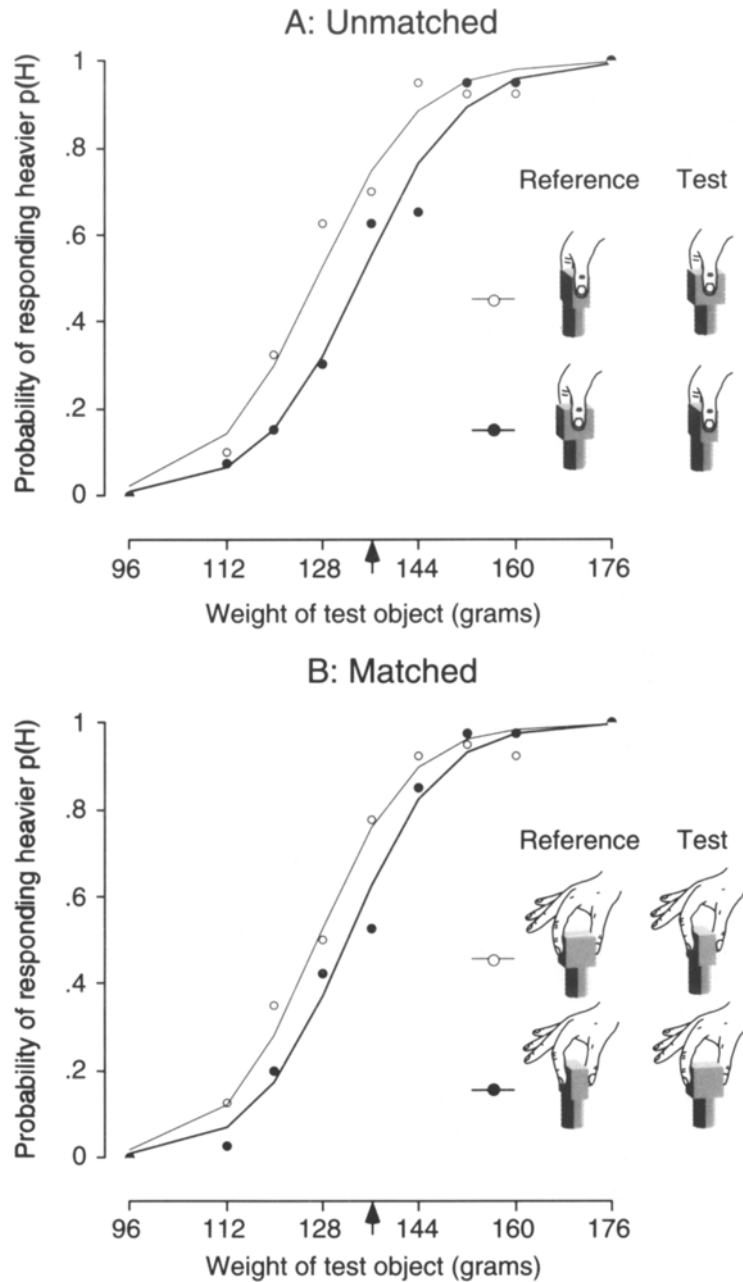 A: Unmatched
Probability of responding heavier p(H)
1
.8
.6
.4
.2
0
Reference Test
96 112 128 144 160 176
Weight of test object (grams)
B: Matched
Probability of responding heavier p(H)
1
.8
.6
.4
.2
0
Reference Test
96 112 128 144 160 176
Weight of test object (grams)